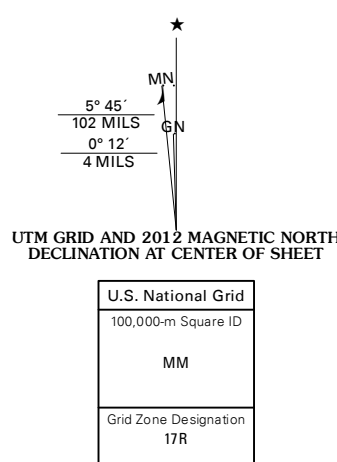 ★
MN
5° 45´
102 MILS
GN
0° 12´
4 MILS
UTM GRID AND 2012 MAGNETIC NORTH
DECLINATION AT CENTER OF SHEET
U.S. National Grid
100,000-m Square ID
MM
Grid Zone Designation
17R